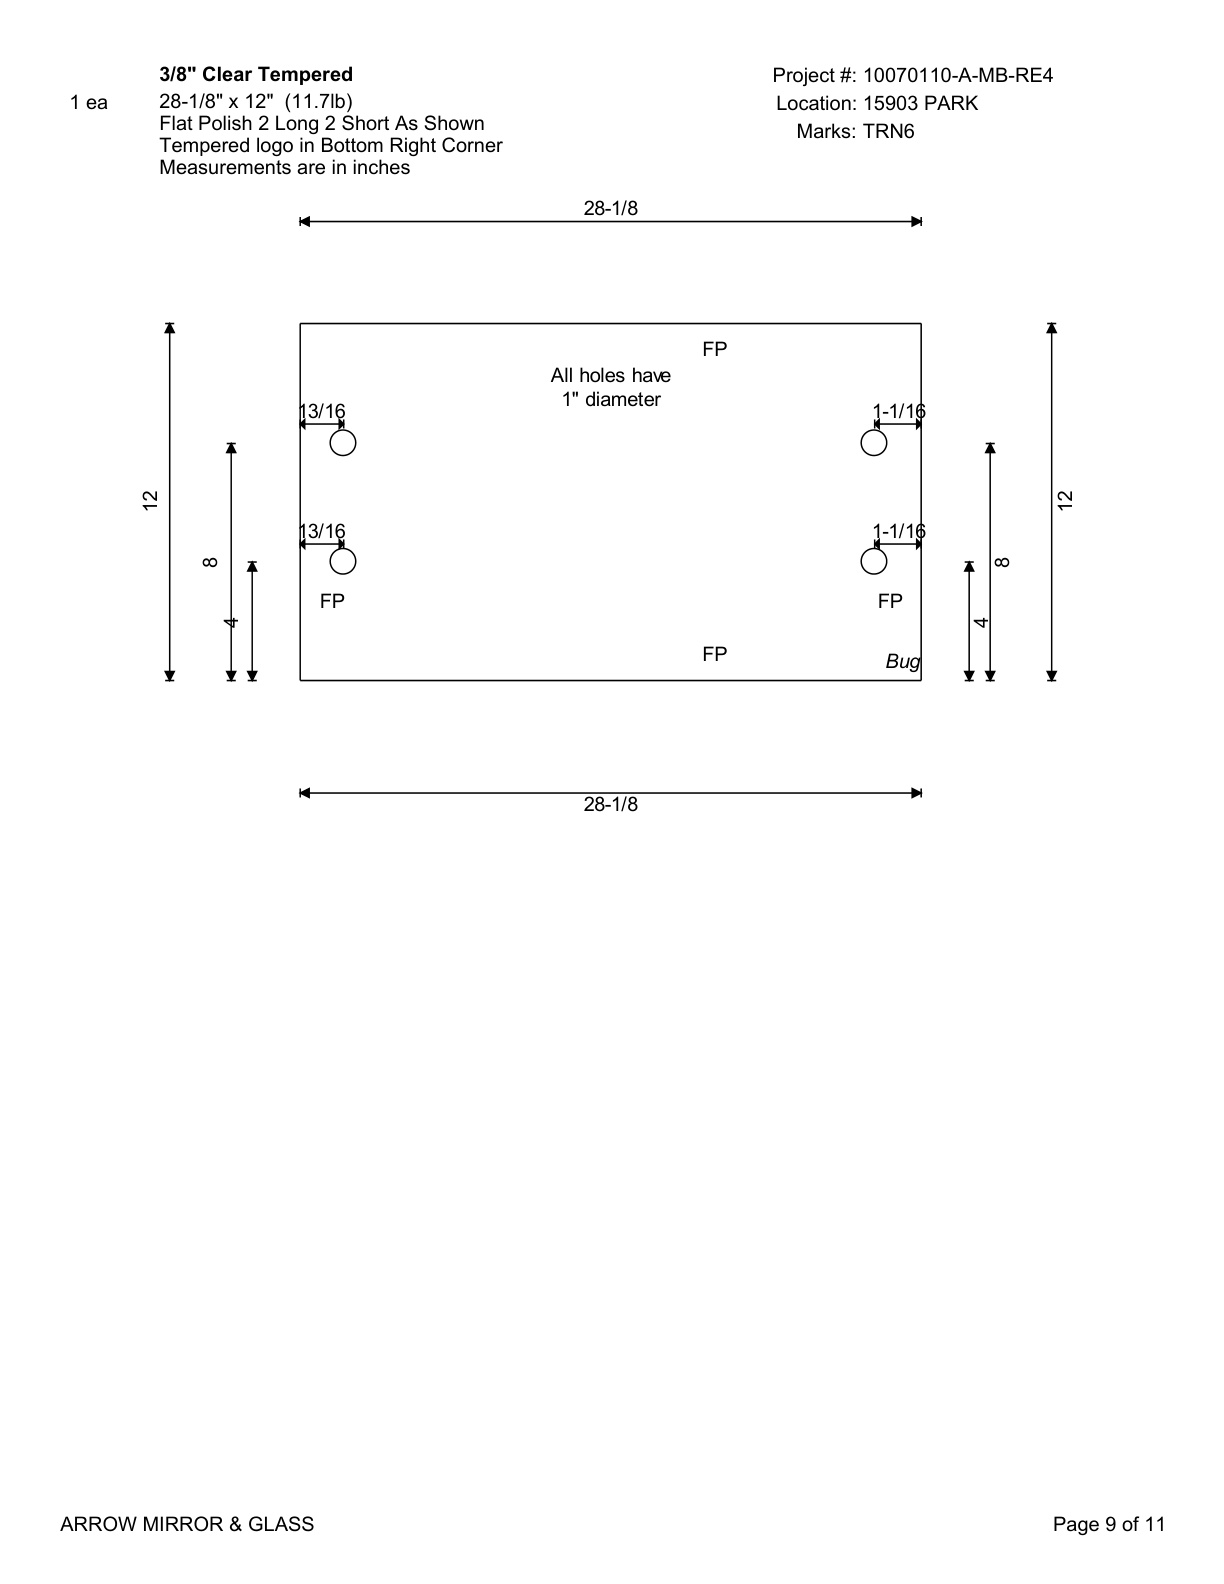 3/8" Clear Tempered
1 ea
28-1/8" x 12"  (11.7lb)
Flat Polish 2 Long 2 Short As Shown
Tempered logo in Bottom Right Corner
Measurements are in inches
Project #: 10070110-A-MB-RE4
Location: 15903 PARK
Marks: TRN6
28-1/8
FP
All holes have
1" diameter
13/16
1-1/16
12
8
4
13/16
1-1/16
FP
FP
FP
Bug
4
8
12
28-1/8
ARROW MIRROR & GLASS
Page 9 of 11